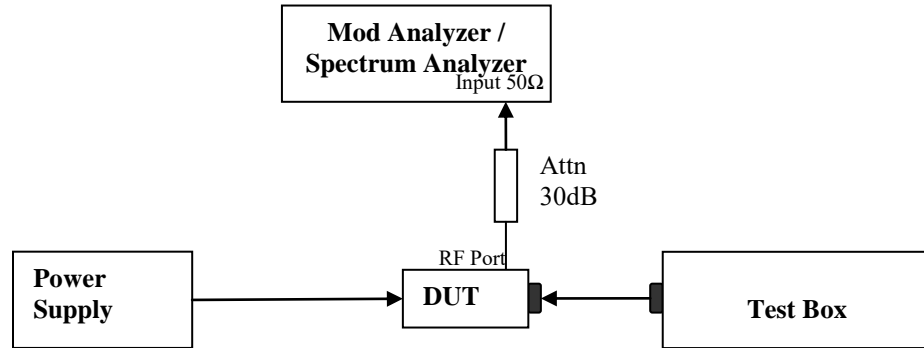 Mod Analyzer /
Spectrum Analyzer
Input 50Ω
Attn
30dB
RF Port
Power
Supply
DUT
Test Box